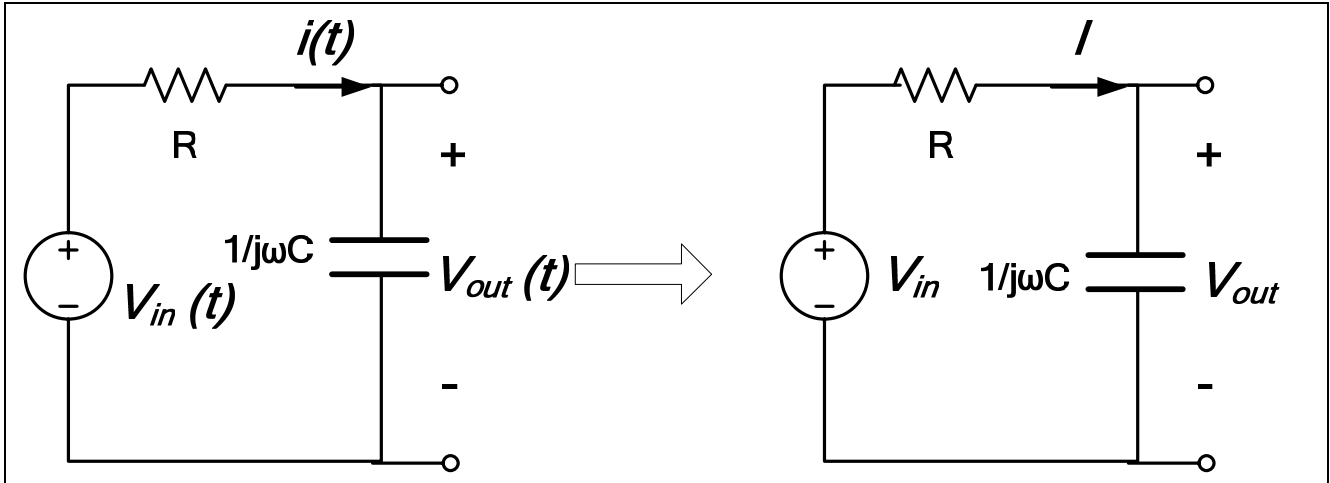 i(t)
R
+
1/jωC
+
−
V_in (t)
V_out (t)
-
I
R
+
+
−
V_in
1/jωC
V_out
-